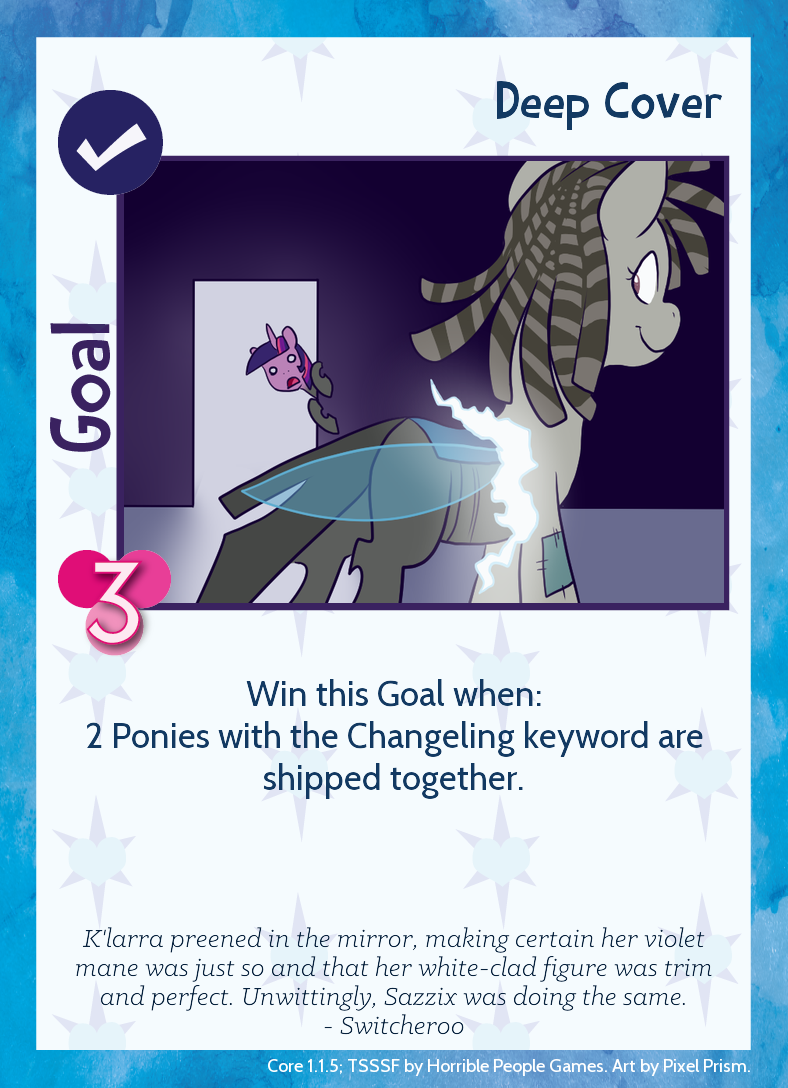 Deep Cover
Goal
3
Win this Goal when:
2 Ponies with the Changeling keyword are
shipped together.
K'larra preened in the mirror, making certain her violet
mane was just so and that her white-clad figure was trim
and perfect. Unwittingly, Sazzix was doing the same.
- Switcheroo
Core 1.1.5; TSSSF by Horrible People Games. Art by Pixel Prism.